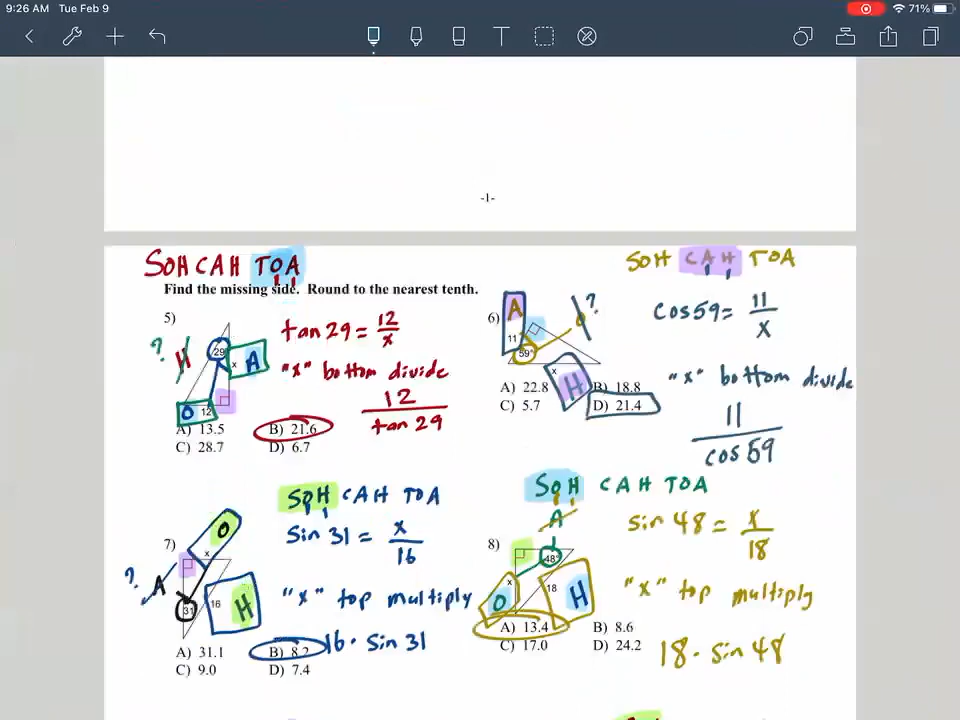 9:26 AM Tue Feb 9
71%
-1-
SOH CAH TOA
Find the missing side. Round to the nearest tenth.
5)
?
H
29
x
A
O
12
tan 29 = 12/x
"x" bottom divide
12
tan 29
A) 13.5
B) 21.6
C) 28.7
D) 6.7
SOH CAH TOA
6)
A
11
59°
O
?
x
H
cos 59 = 11/x
"x" bottom divide
11
cos 59
A) 22.8
B) 18.8
C) 5.7
D) 21.4
SOH CAH TOA
7)
O
x
?
A
31
16
H
sin 31 = x/16
"x" top multiply
16 · sin 31
A) 31.1
B) 8.2
C) 9.0
D) 7.4
SOH CAH TOA
8)
A
48°
x
18
O
H
sin 48 = x/18
"x" top multiply
18 · sin 48
A) 13.4
B) 8.6
C) 17.0
D) 24.2